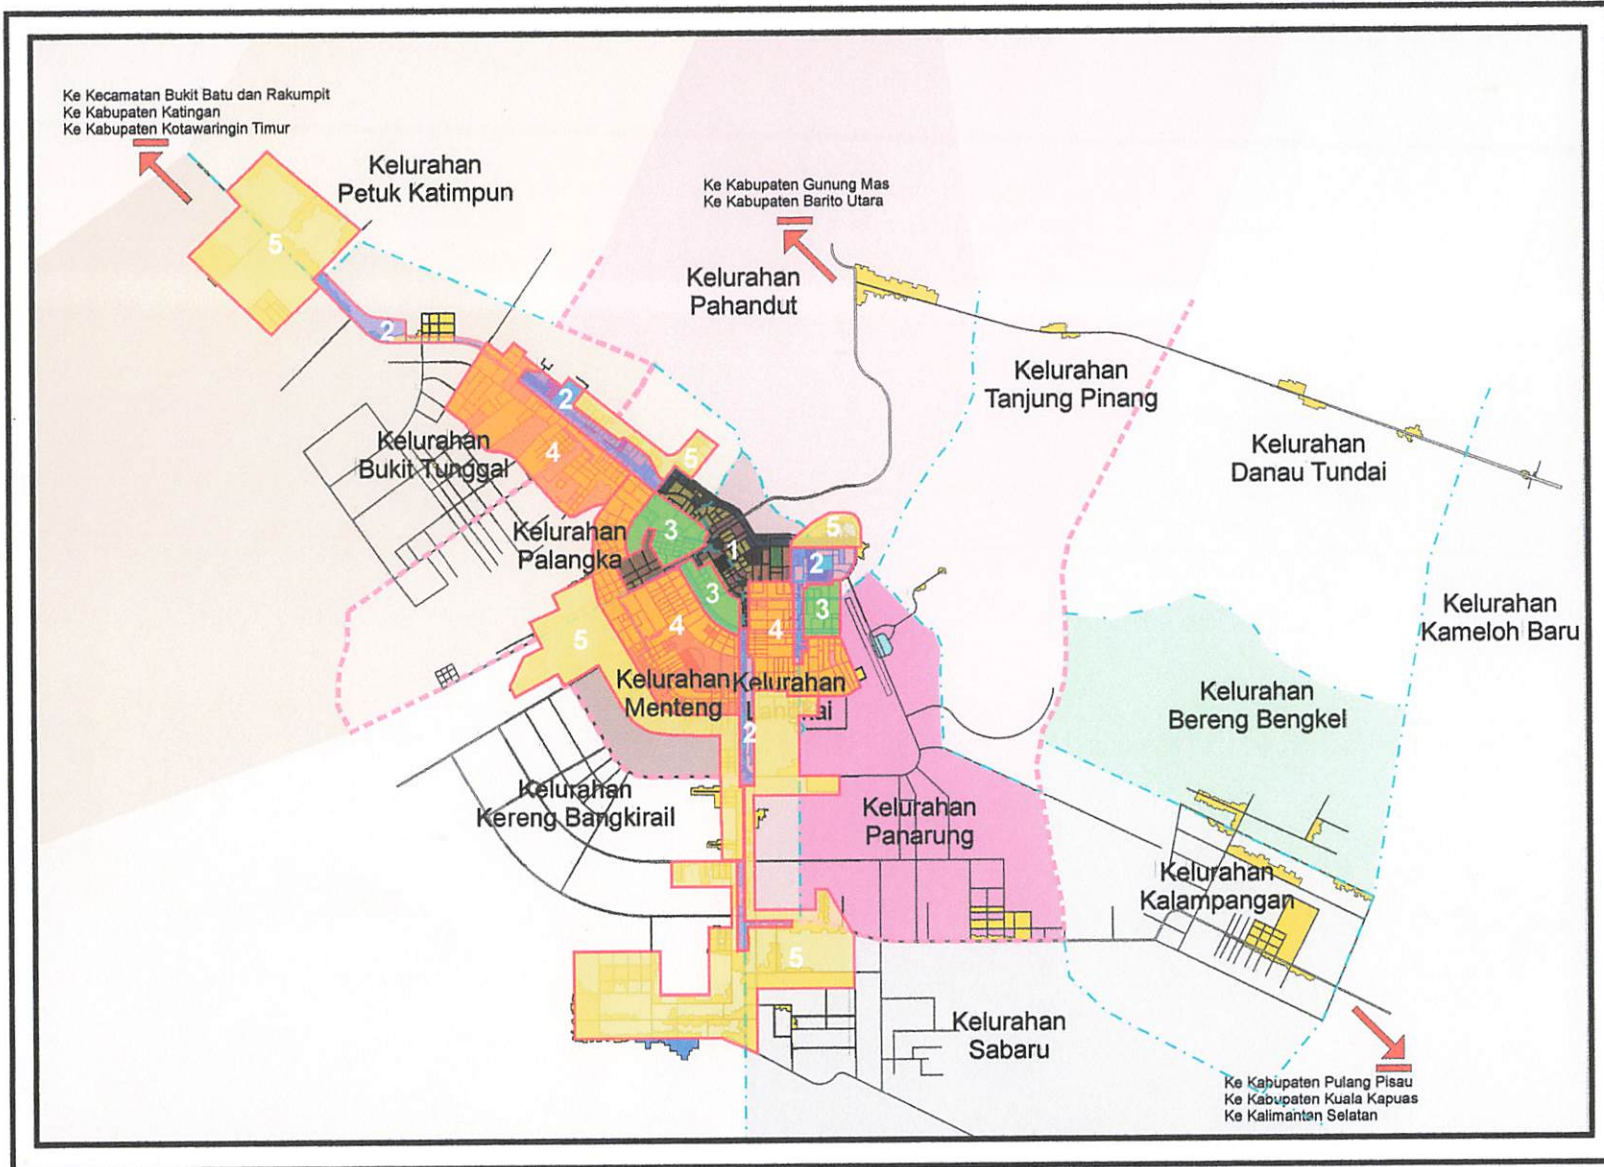 Ke Kecamatan Bukit Batu dan Rakumpit
Ke Kabupaten Katingan
Ke Kabupaten Kotawaringin Timur
Kelurahan
Petuk Katimpun
Ke Kabupaten Gunung Mas
Ke Kabupaten Barito Utara
Kelurahan
Pahandut
5
2
Kelurahan
Tanjung Pinang
Kelurahan
Danau Tundai
2
Kelurahan
Bukit Tunggal
4
5
Kelurahan
Palangka
3
1
5
2
3
3
4
4
5
Kelurahan
Kameloh Baru
Kelurahan
Menteng
Kelurahan
Langkai
2
Kelurahan
Bereng Bengkel
Kelurahan
Kereng Bangkirail
Kelurahan
Panarung
Kelurahan
Kalampangan
5
Kelurahan
Sabaru
Ke Kabupaten Pulang Pisau
Ke Kabupaten Kuala Kapuas
Ke Kalimantan Selatan